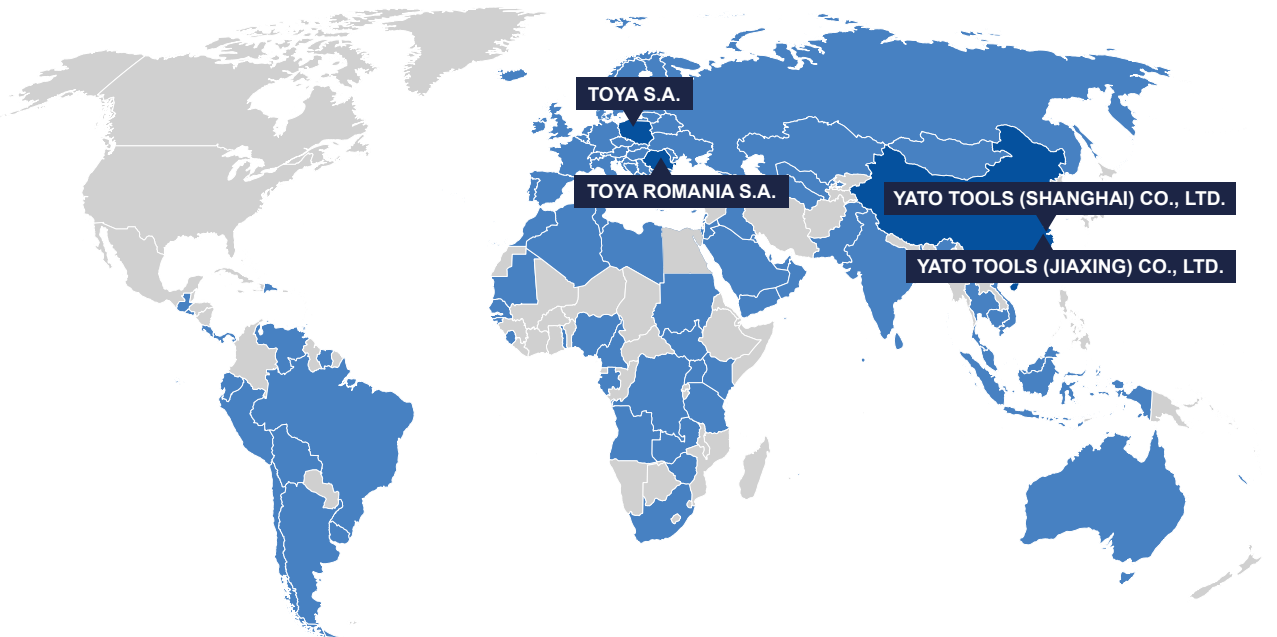 TOYA S.A.
TOYA ROMANIA S.A.
YATO TOOLS (SHANGHAI) CO., LTD.
YATO TOOLS (JIAXING) CO., LTD.